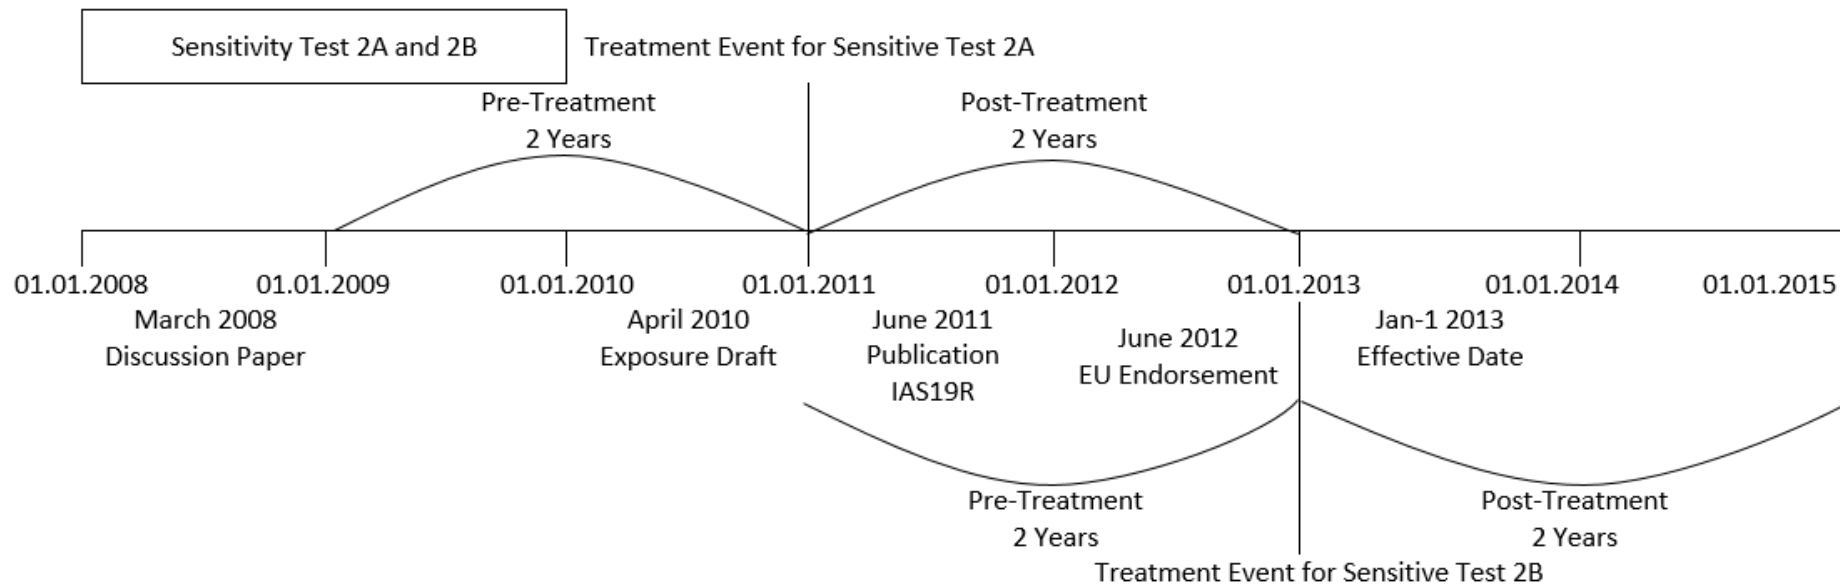 Sensitivity Test 2A and 2B
Treatment Event for Sensitive Test 2A
Pre-Treatment
2 Years
Post-Treatment
2 Years
01.01.2008
01.01.2009
01.01.2010
01.01.2011
01.01.2012
01.01.2013
01.01.2014
01.01.2015
March 2008
Discussion Paper
April 2010
Exposure Draft
June 2011
Publication
IAS19R
June 2012
EU Endorsement
Jan-1 2013
Effective Date
Pre-Treatment
2 Years
Post-Treatment
2 Years
Treatment Event for Sensitive Test 2B